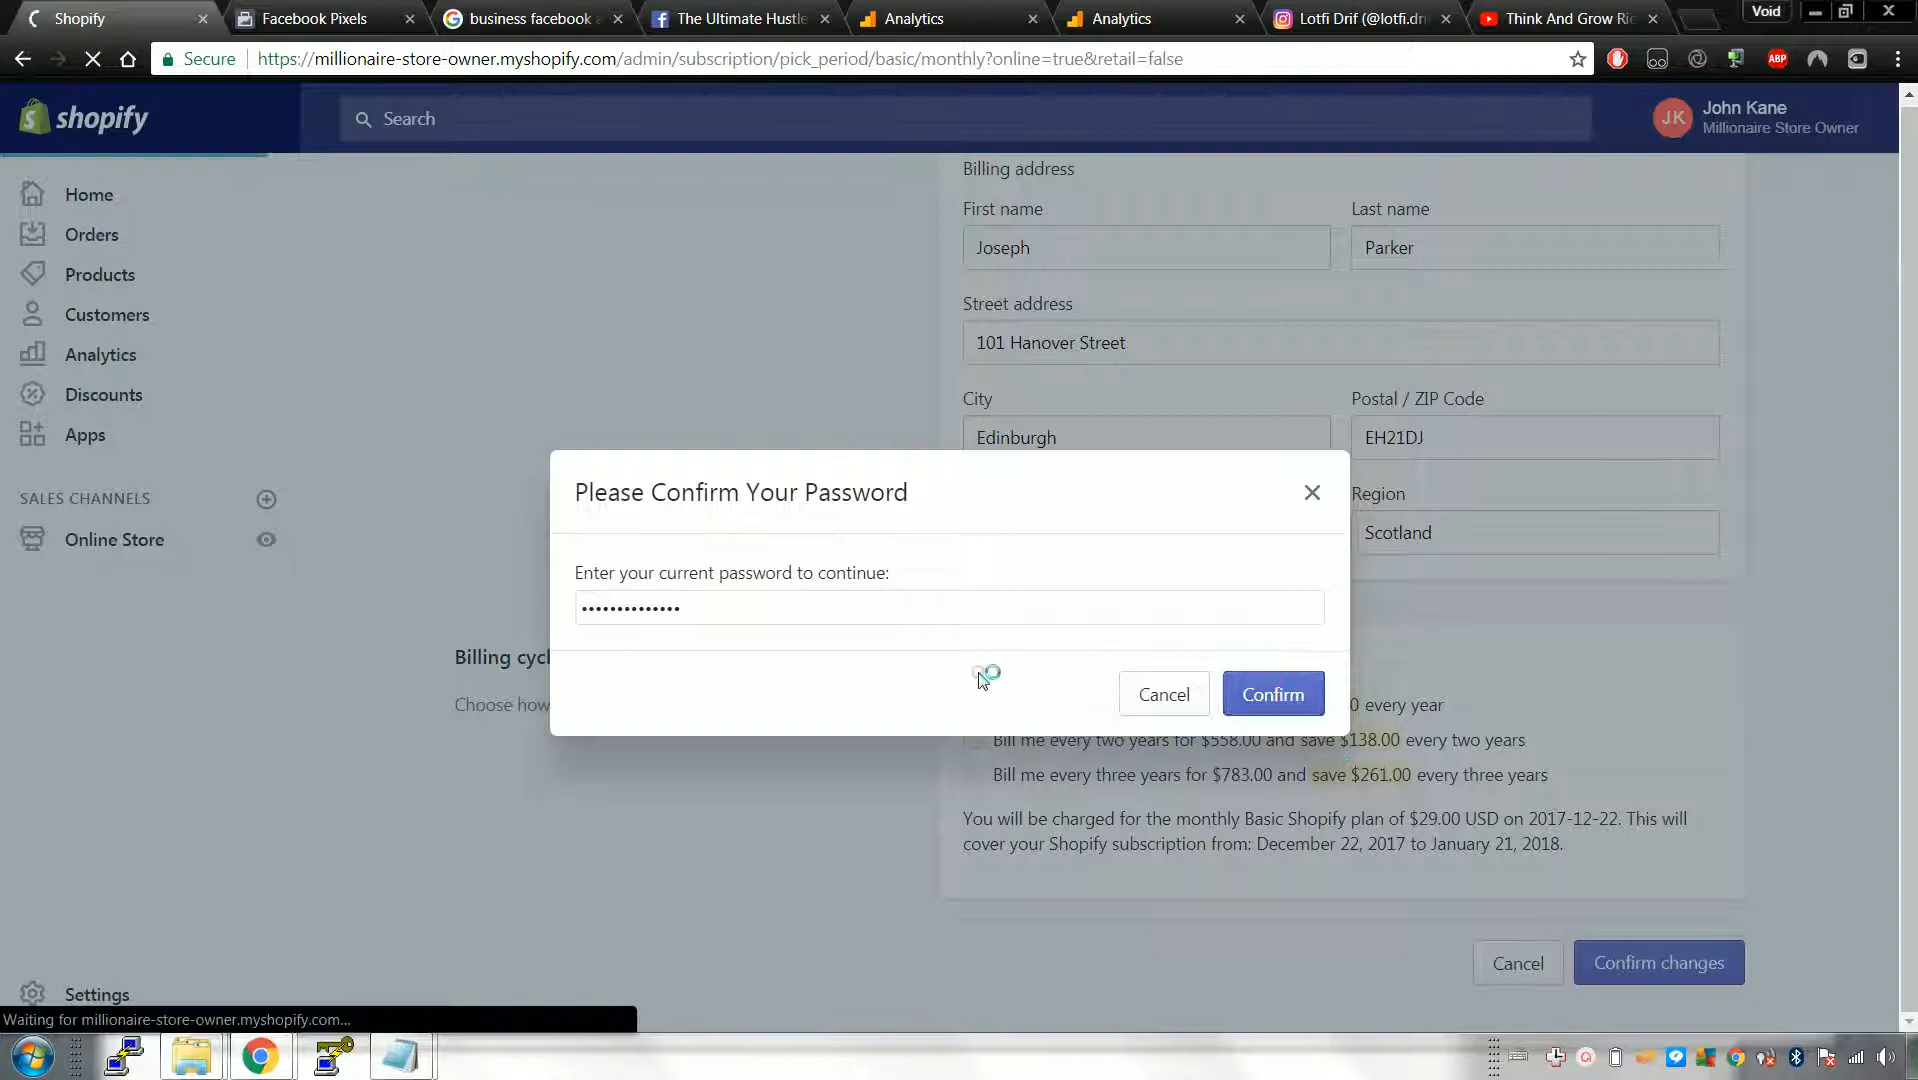 Shopify
Facebook Pixels
business facebook
The Ultimate Hustle
Analytics
Analytics
Lotfi Drif (@lotfi.dri
Think And Grow Ri
Void
Secure
https://millionaire-store-owner.myshopify.com/admin/subscription/pick_period/basic/monthly?online=true&retail=false
ABP
shopify
Search
JK
John Kane
Millionaire Store Owner
Home
Orders
Products
Customers
Analytics
Discounts
Apps
SALES CHANNELS
Online Store
Settings
Billing address
First name
Last name
Joseph
Parker
Street address
101 Hanover Street
City
Postal / ZIP Code
Edinburgh
EH21DJ
Region
Scotland
Please Confirm Your Password
Enter your current password to continue:
••••••••••••••
Cancel
Confirm
Billing cycl
Choose how
0 every year
Bill me every two years for $558.00 and save $138.00 every two years
Bill me every three years for $783.00 and save $261.00 every three years
You will be charged for the monthly Basic Shopify plan of $29.00 USD on 2017-12-22. This will
cover your Shopify subscription from: December 22, 2017 to January 21, 2018.
Cancel
Confirm changes
Waiting for millionaire-store-owner.myshopify.com...